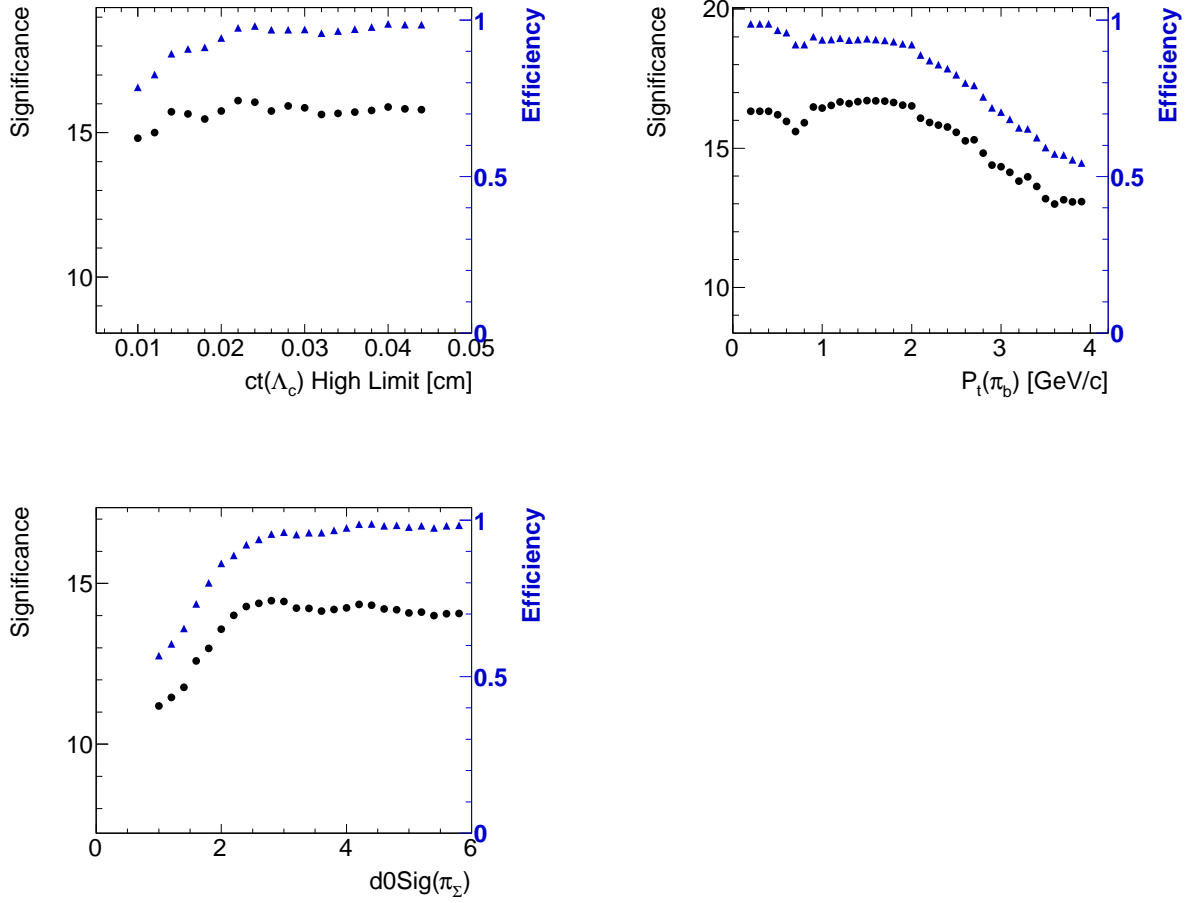 Significance
15
10
1
0.5
0
Efficiency
0.01 0.02 0.03 0.04 0.05
ct(Λc) High Limit [cm]
Significance
20
15
10
1
0.5
0
Efficiency
0 1 2 3 4
Pt(πb) [GeV/c]
Significance
15
10
1
0.5
0
Efficiency
0 2 4 6
d0Sig(πΣ)